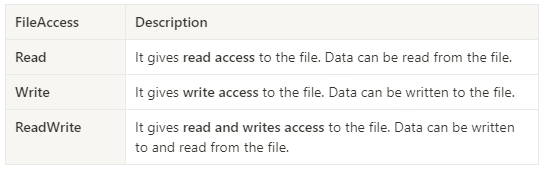 FileAccess Description
Read It gives read access to the file. Data can be read from the file.
Write It gives write access to the file. Data can be written to the file.
ReadWrite It gives read and writes access to the file. Data can be written
to and read from the file.